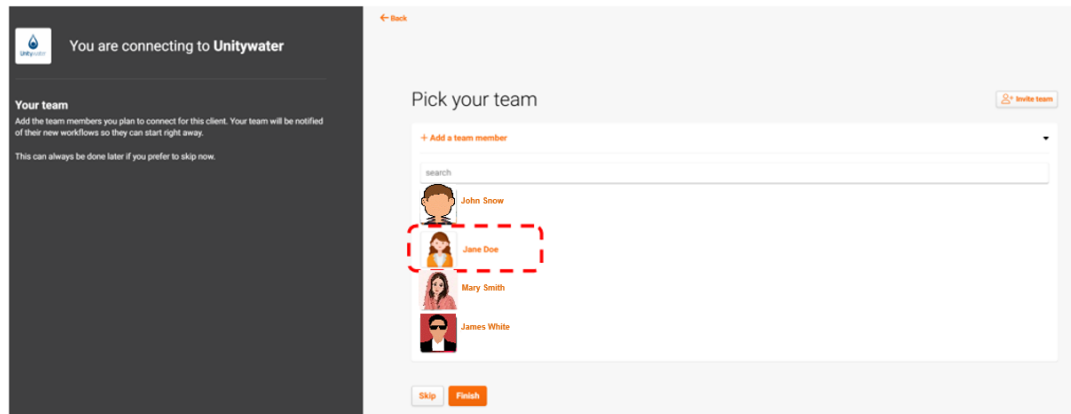 ← Back
Unitywater
You are connecting to Unitywater
Your team
Add the team members you plan to connect for this client. Your team will be notified
of their new workflows so they can start right away.
This can always be done later if you prefer to skip now.
Pick your team
Invite team
+ Add a team member
search
John Snow
Jane Doe
Mary Smith
James White
Skip
Finish